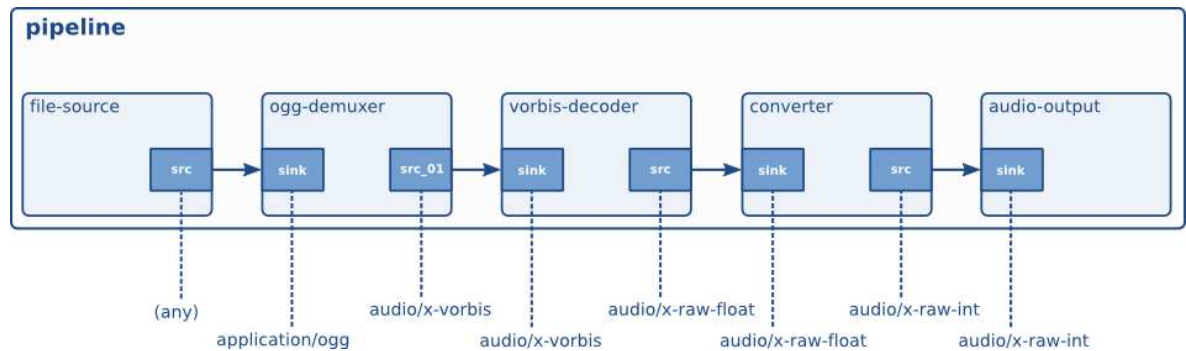 pipeline
file-source
ogg-demuxer
vorbis-decoder
converter
audio-output
src
sink
src_01
sink
src
sink
src
sink
(any)
application/ogg
audio/x-vorbis
audio/x-vorbis
audio/x-raw-float
audio/x-raw-float
audio/x-raw-int
audio/x-raw-int